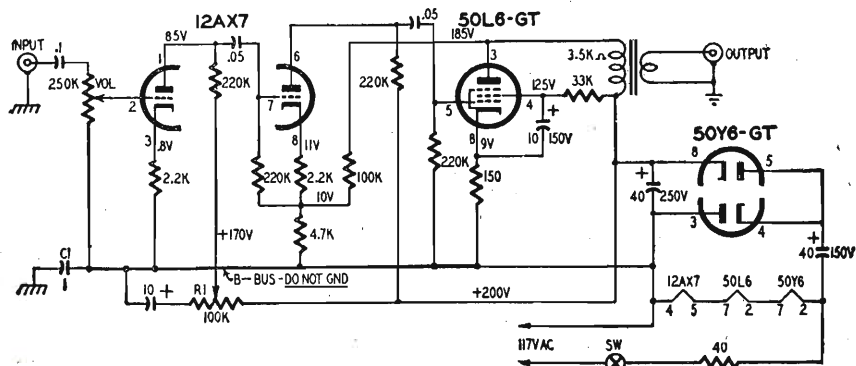 12AX7
50L6-GT
INPUT
.1
250K
VOL
1
2
3
85V
.8V
2.2K
.05
220K
220K
+170V
6
7
8
11V
2.2K
10V
4.7K
100K
220K
.05
220K
185V
3
5
8
9V
4
125V
150
10
+
150V
33K
3.5K
OUTPUT
50Y6-GT
8
5
3
4
+
40
250V
+
40
150V
C1
.1
10
+
R1
100K
B- BUS - DO NOT GND
+200V
12AX7
50L6
50Y6
4
5
7
2
7
2
117V AC
SW
40